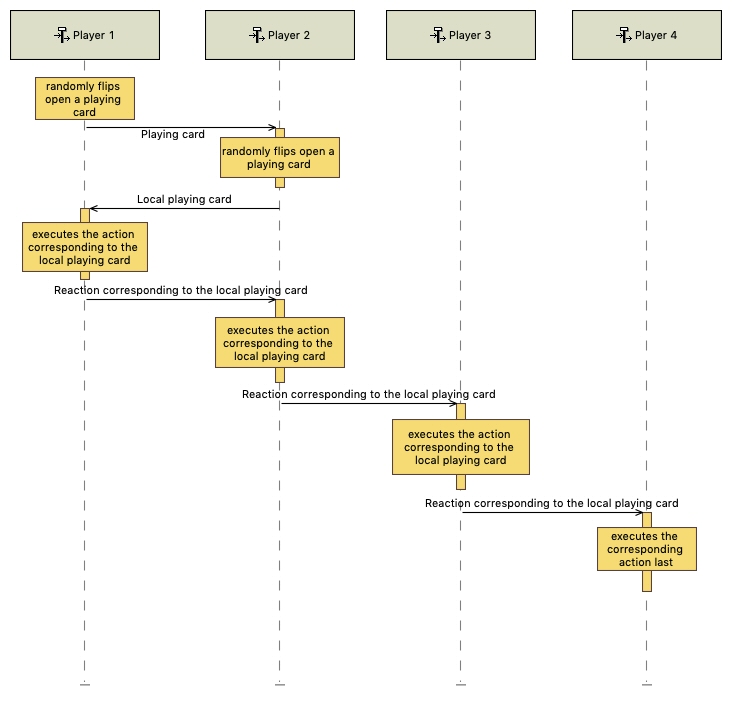 Player 1
Player 2
Player 3
Player 4
randomly flips
open a playing
card
Playing card
randomly flips open a
playing card
Local playing card
executes the action
corresponding to the
local playing card
Reaction corresponding to the local playing card
executes the action
corresponding to the
local playing card
Reaction corresponding to the local playing card
executes the action
corresponding to the
local playing card
Reaction corresponding to the local playing card
executes the
corresponding
action last